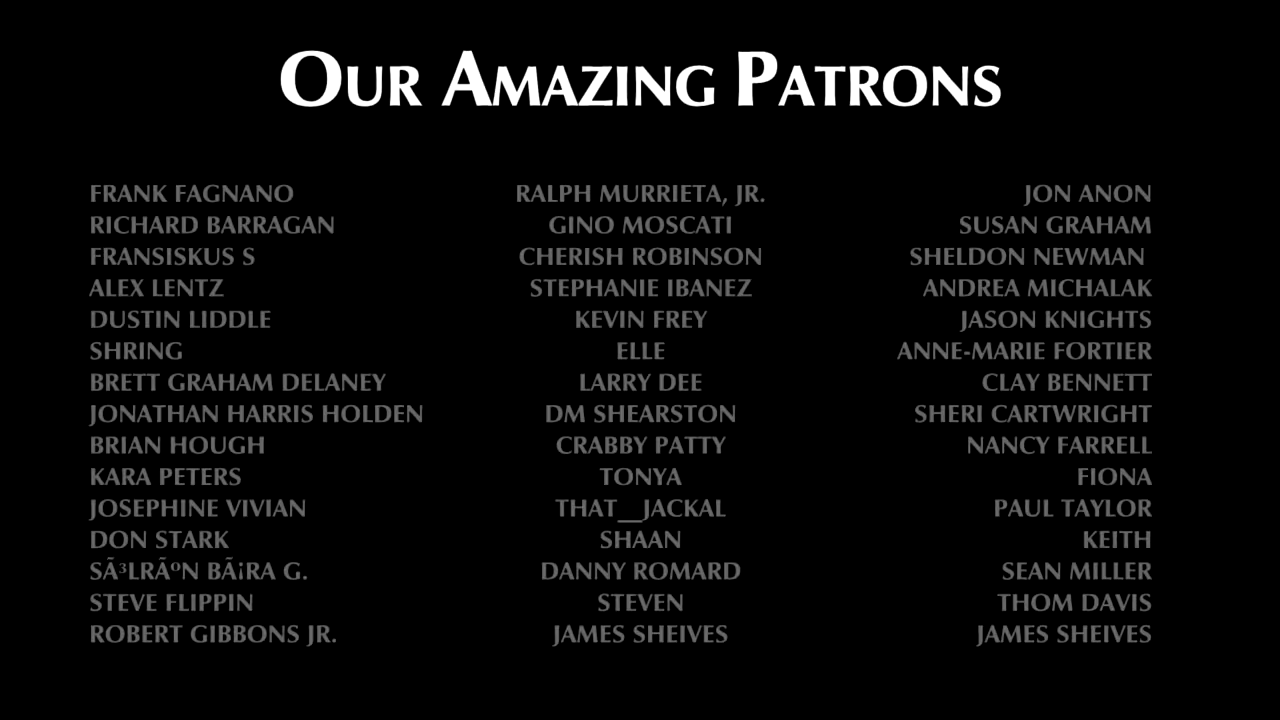 OUR AMAZING PATRONS
FRANK FAGNANO
RICHARD BARRAGAN
FRANSISKUS S
ALEX LENTZ
DUSTIN LIDDLE
SHRING
BRETT GRAHAM DELANEY
JONATHAN HARRIS HOLDEN
BRIAN HOUGH
KARA PETERS
JOSEPHINE VIVIAN
DON STARK
SÃ³LRÃºN BÃ¡RA G.
STEVE FLIPPIN
ROBERT GIBBONS JR.
RALPH MURRIETA, JR.
GINO MOSCATI
CHERISH ROBINSON
STEPHANIE IBANEZ
KEVIN FREY
ELLE
LARRY DEE
DM SHEARSTON
CRABBY PATTY
TONYA
THAT__JACKAL
SHAAN
DANNY ROMARD
STEVEN
JAMES SHEIVES
JON ANON
SUSAN GRAHAM
SHELDON NEWMAN
ANDREA MICHALAK
JASON KNIGHTS
ANNE-MARIE FORTIER
CLAY BENNETT
SHERI CARTWRIGHT
NANCY FARRELL
FIONA
PAUL TAYLOR
KEITH
SEAN MILLER
THOM DAVIS
JAMES SHEIVES